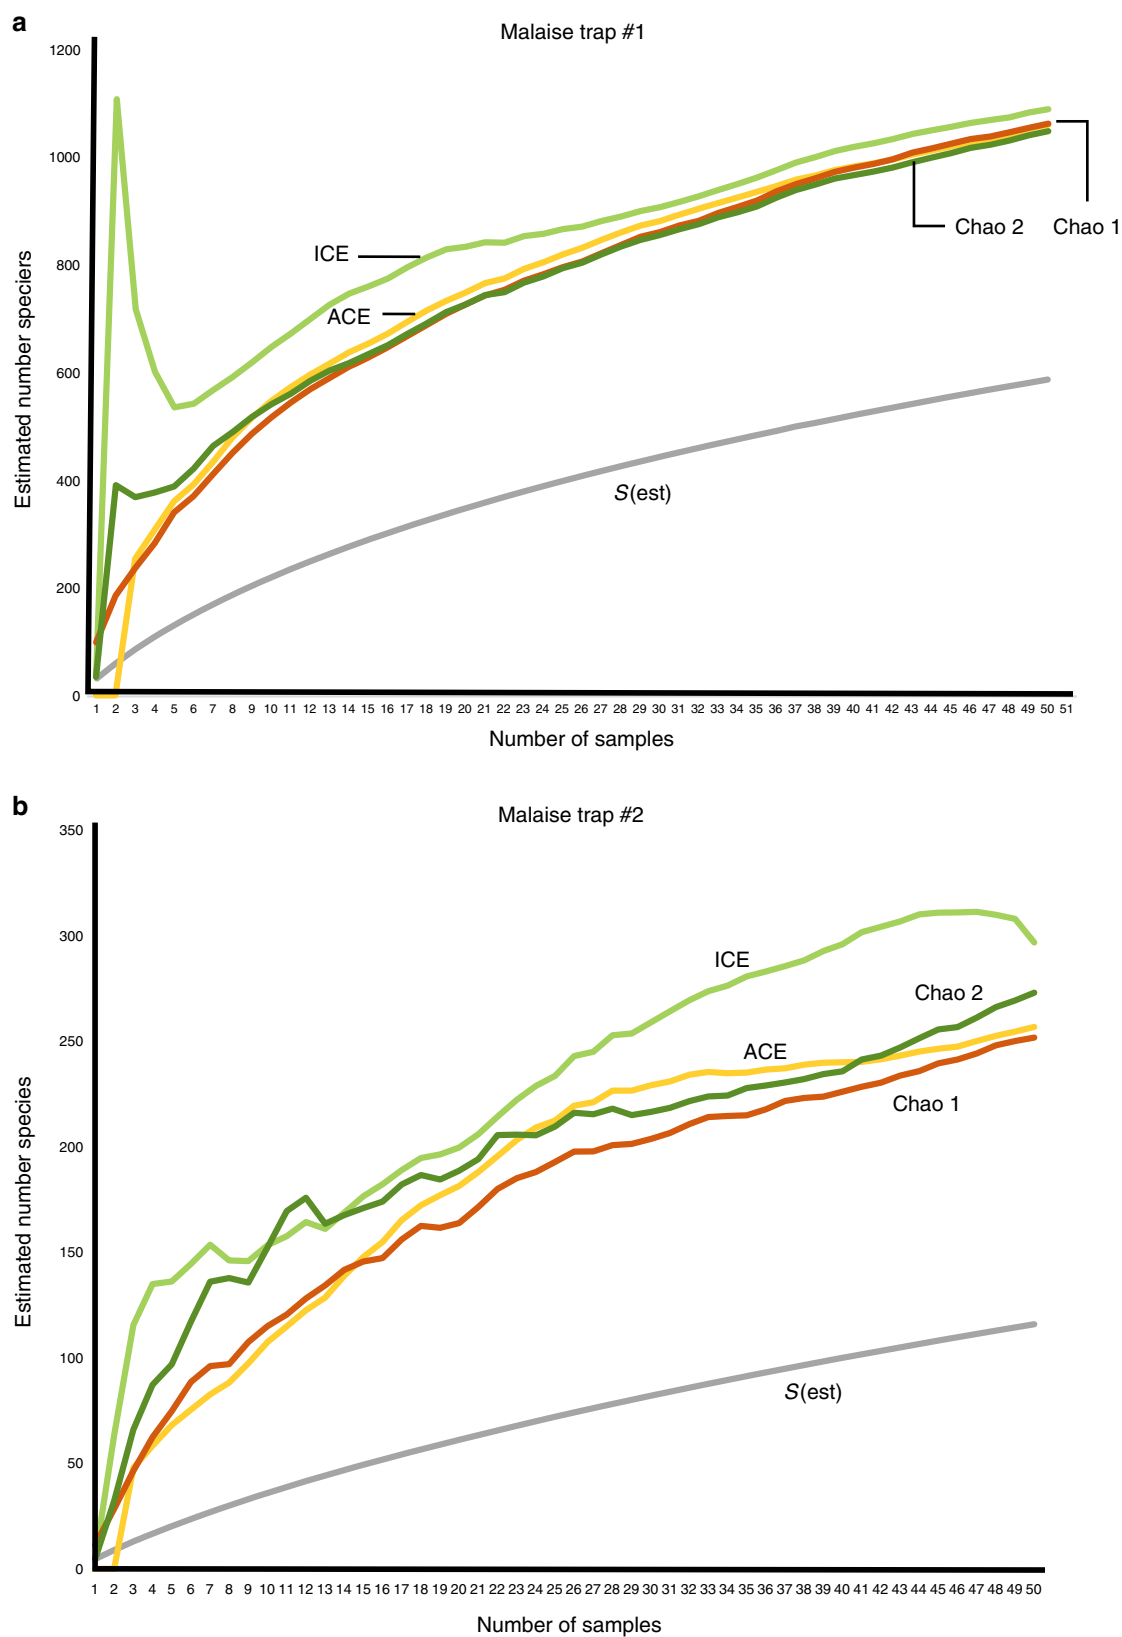 a
Malaise trap #1
1200
1000
800
600
400
200
0
Estimated number speciers
ICE
ACE
Chao 2
Chao 1
S(est)
1 2 3 4 5 6 7 8 9 10 11 12 13 14 15 16 17 18 19 20 21 22 23 24 25 26 27 28 29 30 31 32 33 34 35 36 37 38 39 40 41 42 43 44 45 46 47 48 49 50 51
Number of samples
b
Malaise trap #2
350
300
250
200
150
100
50
0
Estimated number species
ICE
Chao 2
ACE
Chao 1
S(est)
1 2 3 4 5 6 7 8 9 10 11 12 13 14 15 16 17 18 19 20 21 22 23 24 25 26 27 28 29 30 31 32 33 34 35 36 37 38 39 40 41 42 43 44 45 46 47 48 49 50
Number of samples